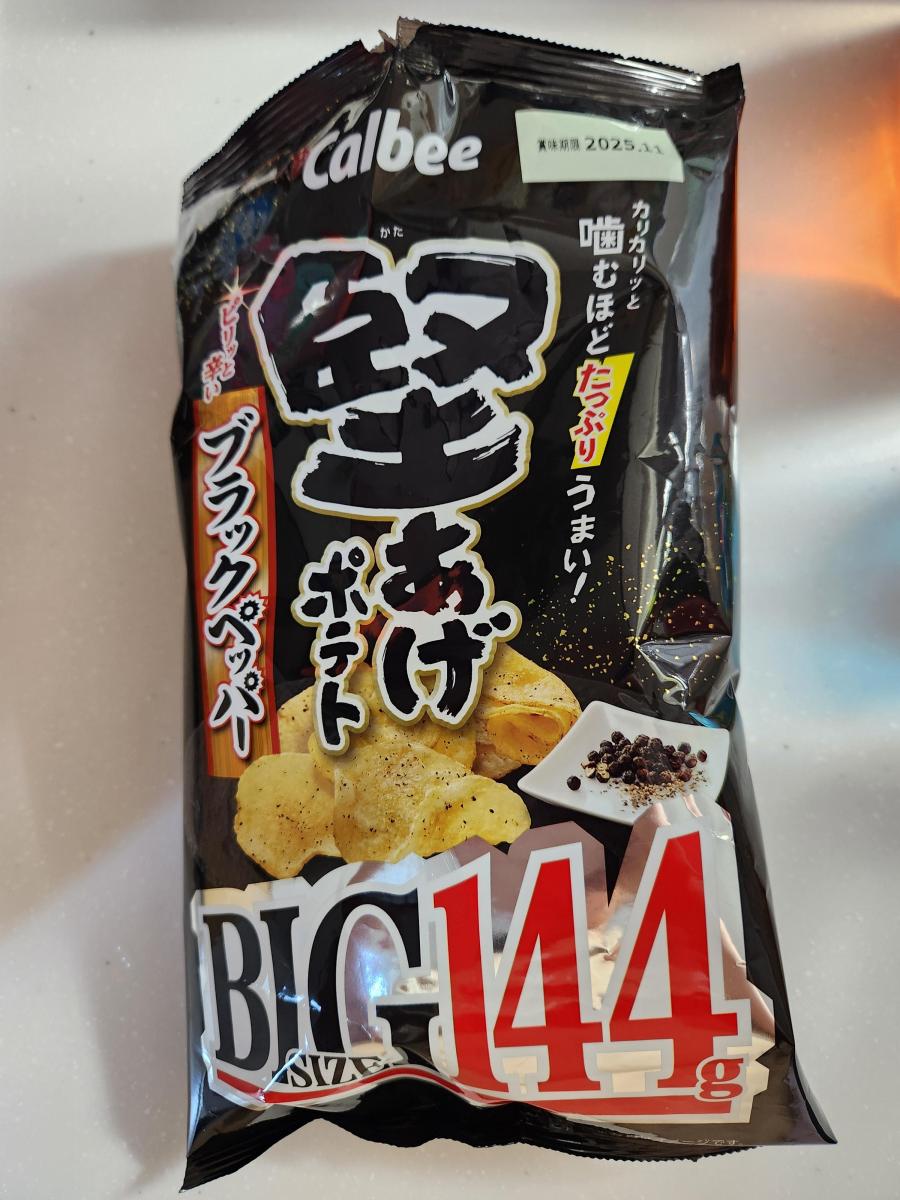 Calbee
賞味期限 2025.11
カリカリッと
噛むほどたっぷりうまい!
かた
堅あげ
ポテト
ピリッと辛い
ブラックペッパー
BIG
SIZE
144g